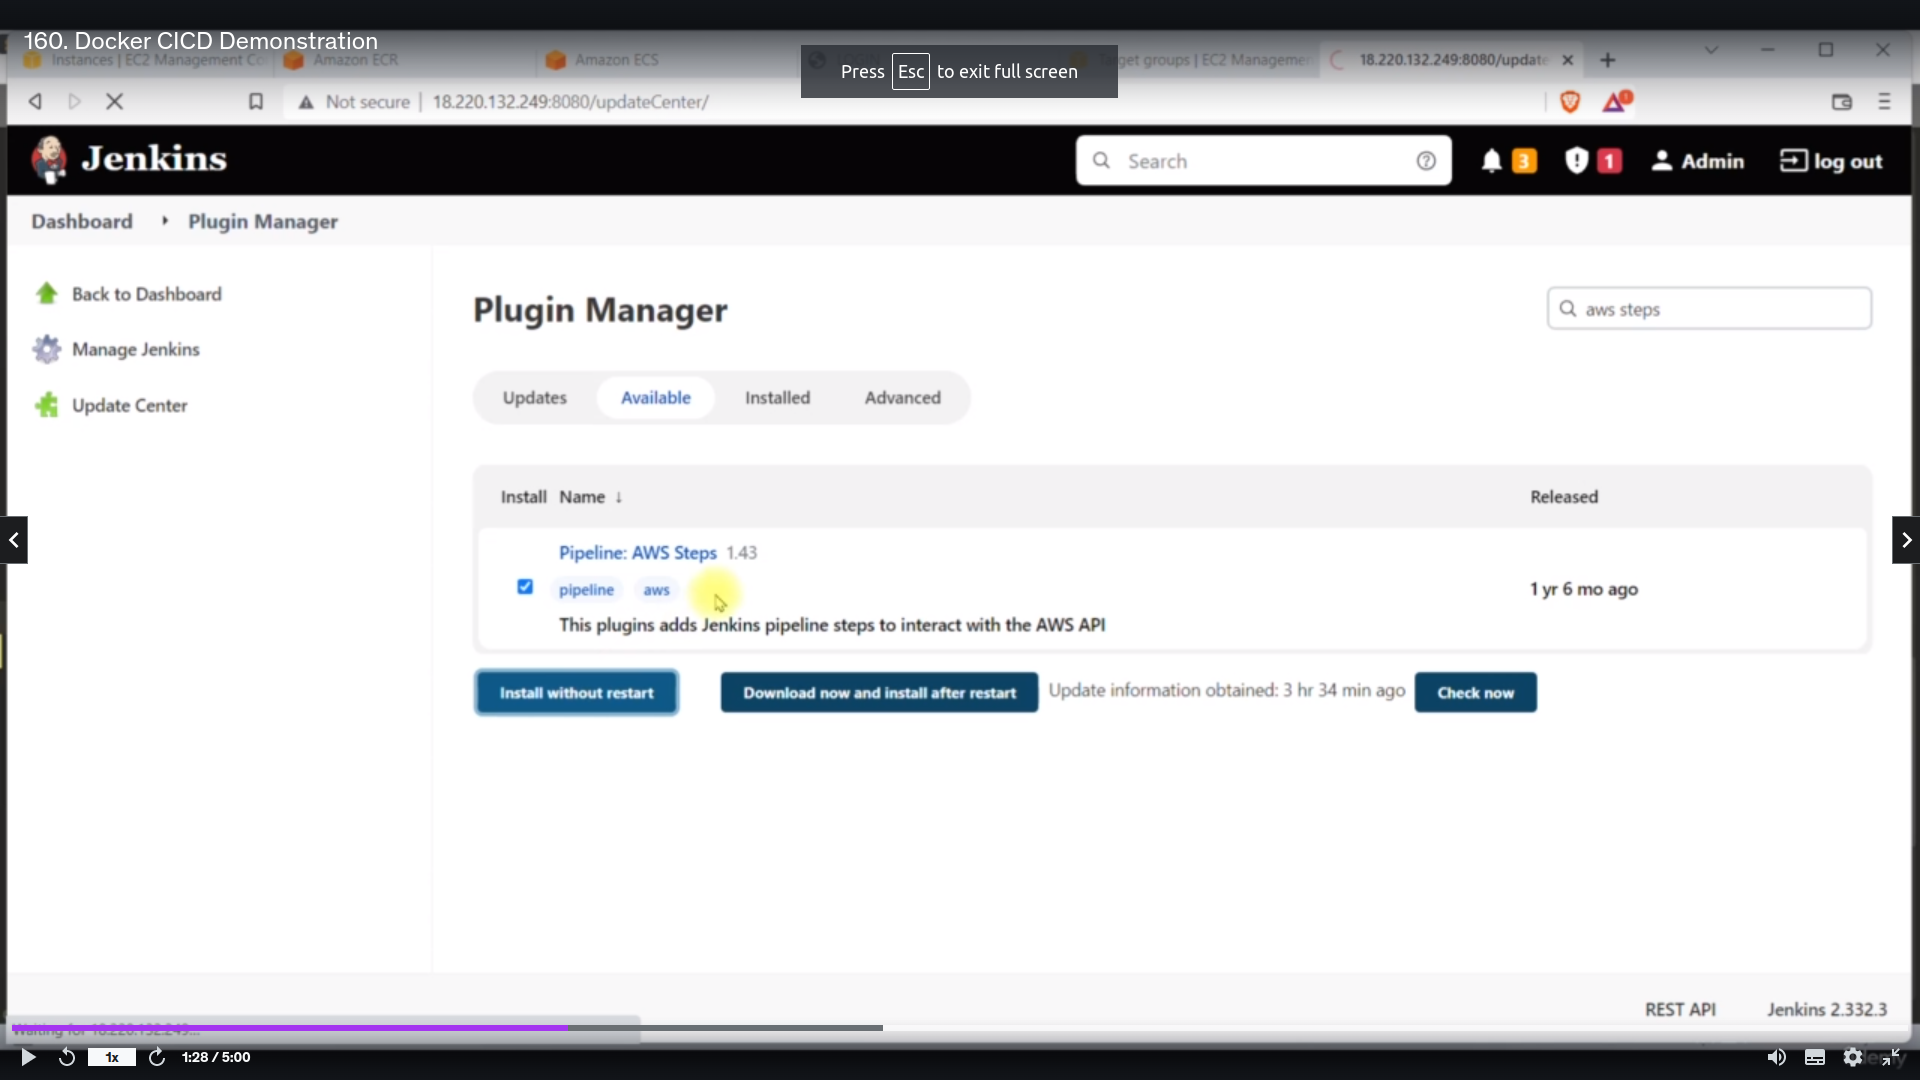 160. Docker CICD Demonstration
Instances | EC2 Management Co
Amazon ECR
Amazon ECS
Press Esc to exit full screen
get groups | EC2 Managemen
18.220.132.249:8080/update
Not secure | 18.220.132.249:8080/updateCenter/
1
Jenkins
Search
3
1
Admin
log out
Dashboard
Plugin Manager
Back to Dashboard
Manage Jenkins
Update Center
Plugin Manager
aws steps
Updates
Available
Installed
Advanced
Install Name ↓
Released
Pipeline: AWS Steps 1.43
pipeline aws
1 yr 6 mo ago
This plugins adds Jenkins pipeline steps to interact with the AWS API
Install without restart
Download now and install after restart
Update information obtained: 3 hr 34 min ago
Check now
REST API
Jenkins 2.332.3
Waiting for 18.220.132.249...
1x
1:28 / 5:00